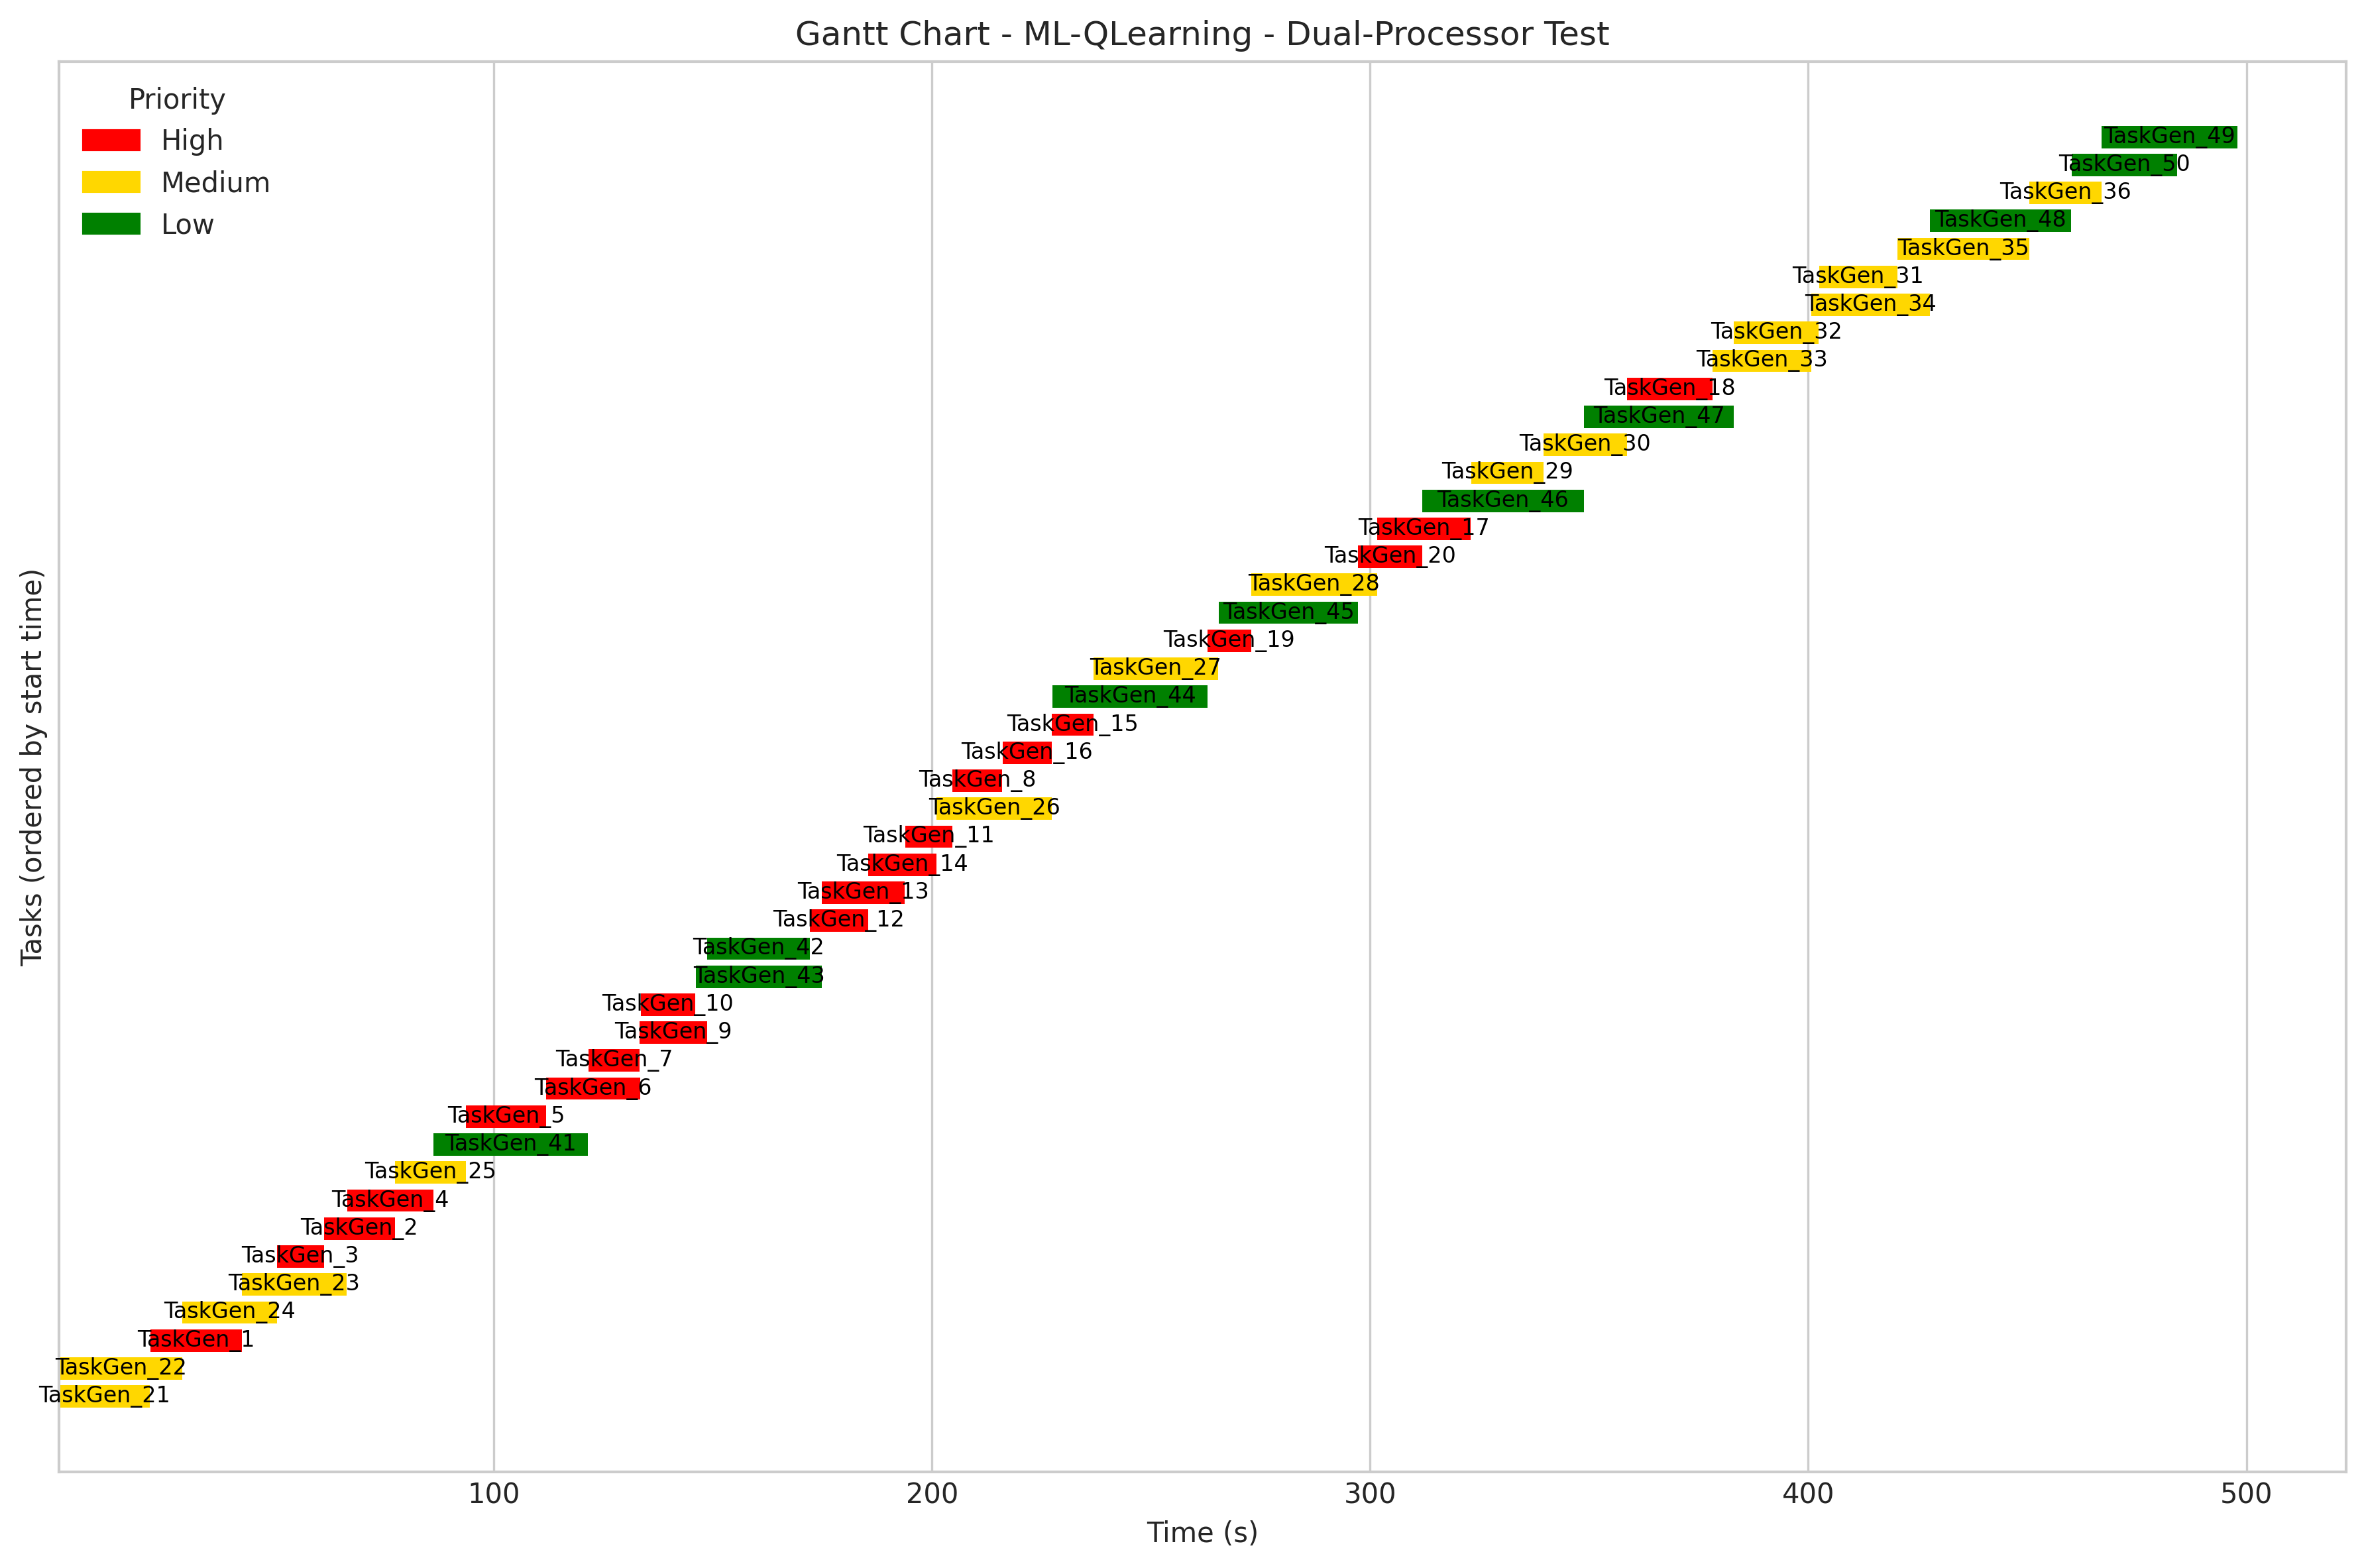 Gantt Chart - ML-QLearning - Dual-Processor Test
Priority
High
Medium
Low
TaskGen_49
TaskGen_50
TaskGen_36
TaskGen_48
TaskGen_35
TaskGen_31
TaskGen_34
TaskGen_32
TaskGen_33
TaskGen_18
TaskGen_47
TaskGen_30
TaskGen_29
TaskGen_46
TaskGen_17
TaskGen_20
TaskGen_28
TaskGen_45
TaskGen_19
TaskGen_27
TaskGen_44
TaskGen_15
TaskGen_16
TaskGen_8
TaskGen_26
TaskGen_11
TaskGen_14
TaskGen_13
TaskGen_12
TaskGen_42
TaskGen_43
TaskGen_10
TaskGen_9
TaskGen_7
TaskGen_6
TaskGen_5
TaskGen_41
TaskGen_25
TaskGen_4
TaskGen_2
TaskGen_3
TaskGen_23
TaskGen_24
TaskGen_1
TaskGen_22
TaskGen_21
Tasks (ordered by start time)
100 200 300 400 500
Time (s)